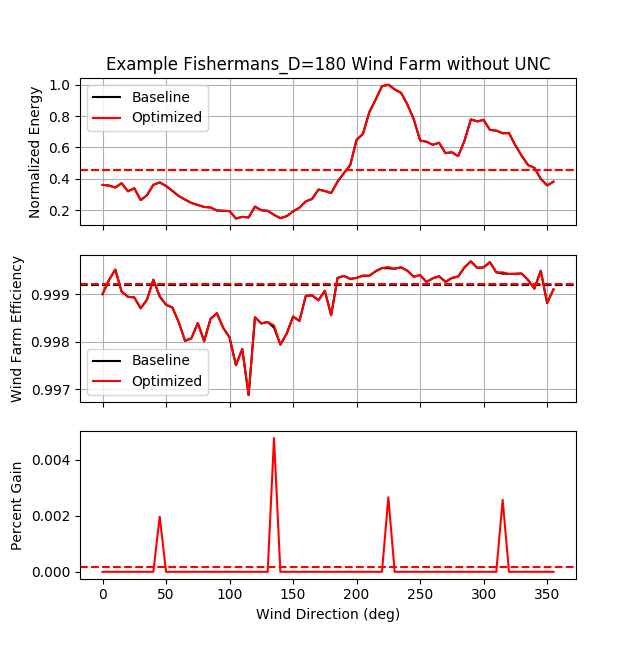 Example Fishermans_D=180 Wind Farm without UNC
Normalized Energy
1.0
0.8
0.6
0.4
0.2
Baseline
Optimized
Wind Farm Efficiency
0.999
0.998
0.997
Baseline
Optimized
Percent Gain
0.004
0.002
0.000
0
50
100
150
200
250
300
350
Wind Direction (deg)